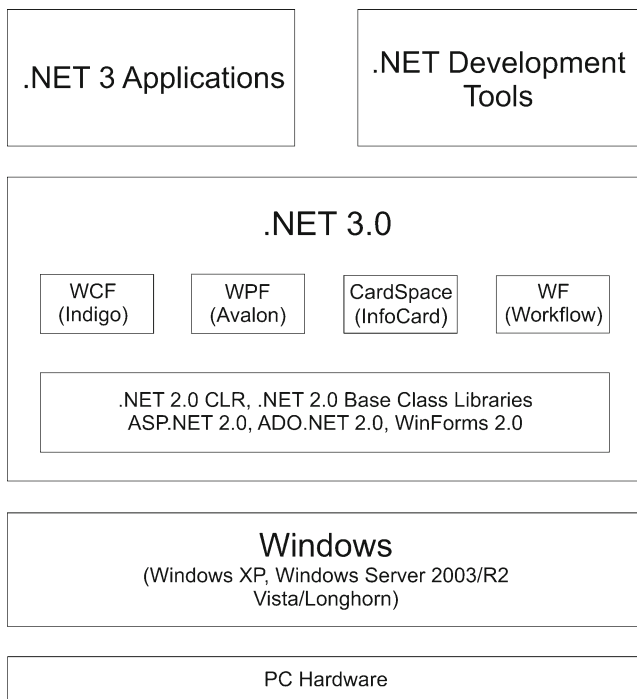 .NET 3 Applications
.NET Development
Tools
.NET 3.0
WCF
(Indigo)
WPF
(Avalon)
CardSpace
(InfoCard)
WF
(Workflow)
.NET 2.0 CLR, .NET 2.0 Base Class Libraries
ASP.NET 2.0, ADO.NET 2.0, WinForms 2.0
Windows
(Windows XP, Windows Server 2003/R2
Vista/Longhorn)
PC Hardware